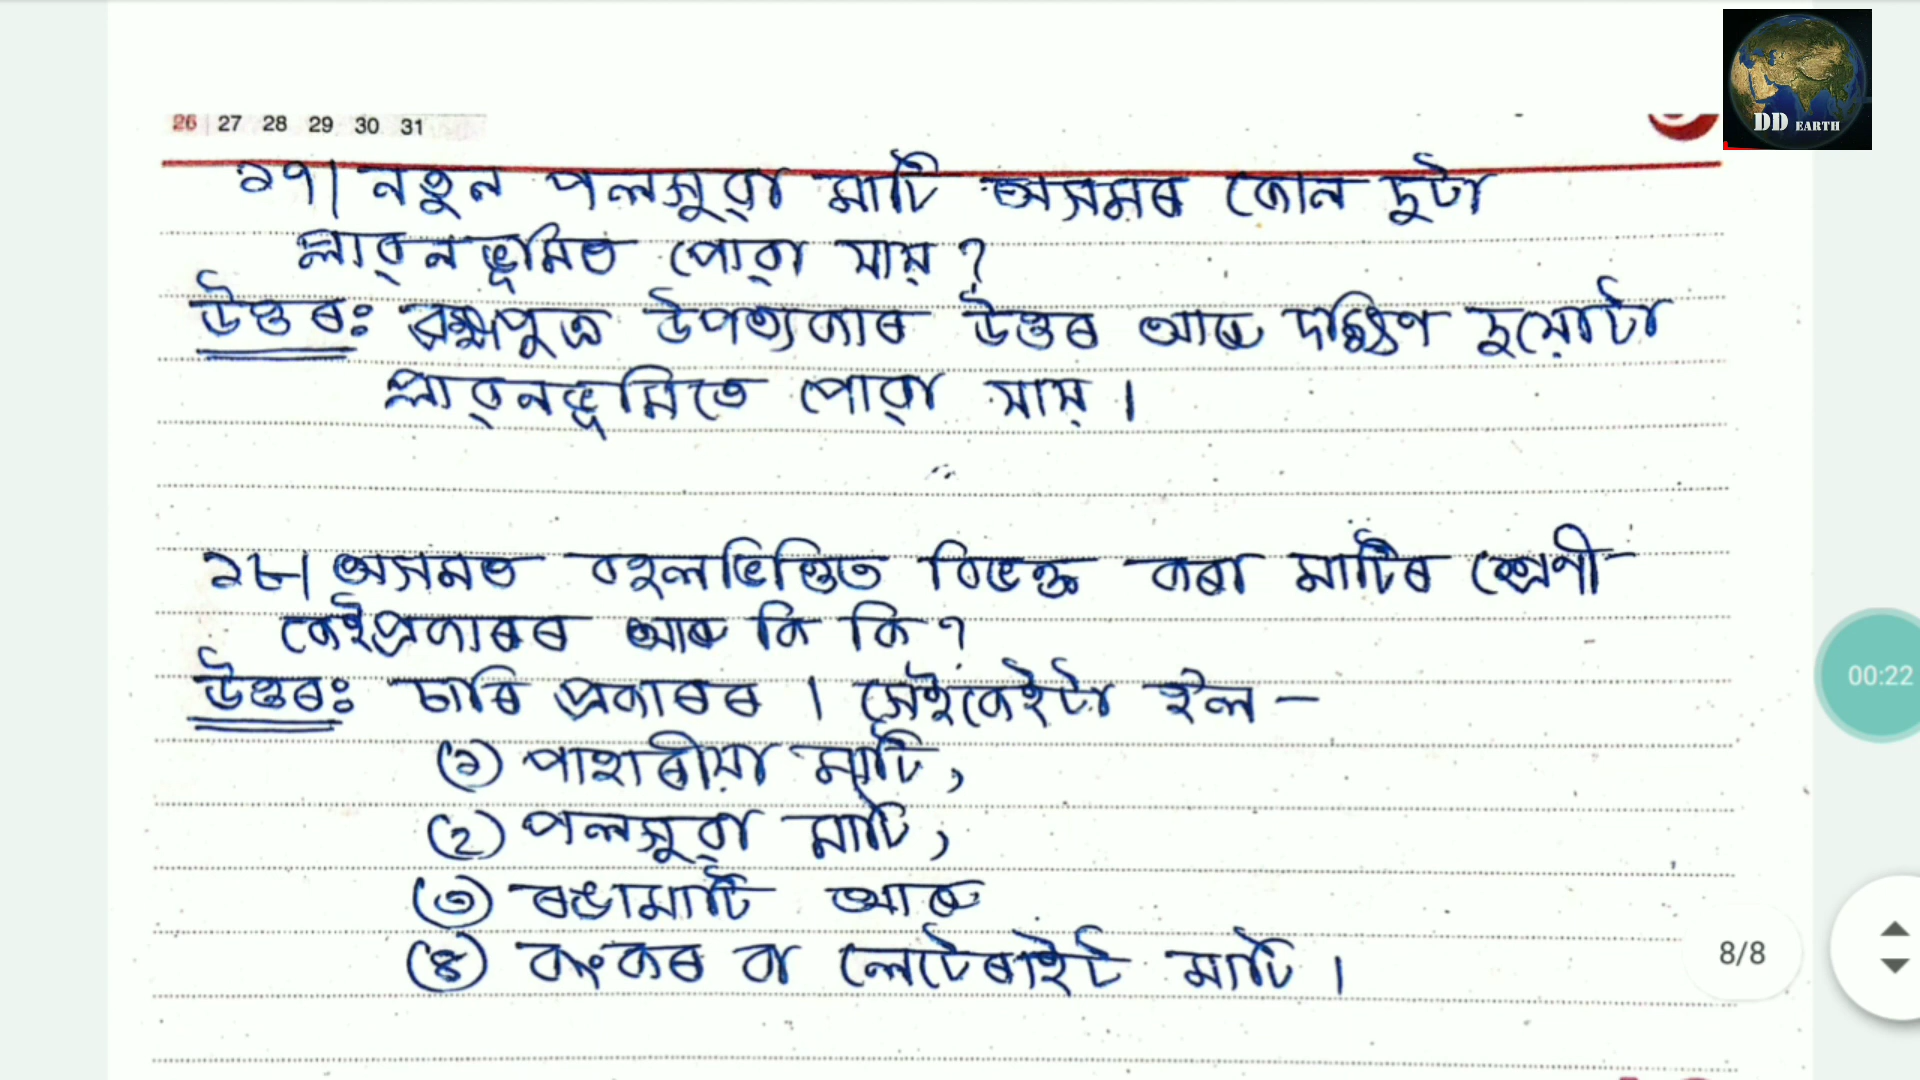 DD EARTH
26 27 28 29 30 31
১৭। নতুন পলসুৱা মাটি অসমৰ কোন দুটা
প্লাৱনভূমিত পোৱা যায় ?
উত্তৰঃ ব্ৰহ্মপুত্ৰ উপত্যকাৰ উত্তৰ আৰু দক্ষিণ দুয়োটা
প্লাৱনভূমিতে পোৱা যায় ।
১৮। অসমত বহুলভিত্তিত বিভক্ত কৰা মাটিৰ শ্ৰেণী
কেইপ্ৰকাৰৰ আৰু কি কি ?
উত্তৰঃ চাৰি প্ৰকাৰৰ । সেইকেইটা হ'ল –
(১) পাহাৰীয়া মাটি,
(২) পলসুৱা মাটি,
(৩) ৰঙামাটি আৰু
(৪) কংকৰ বা লেটেৰাইট মাটি ।
00:22
8/8